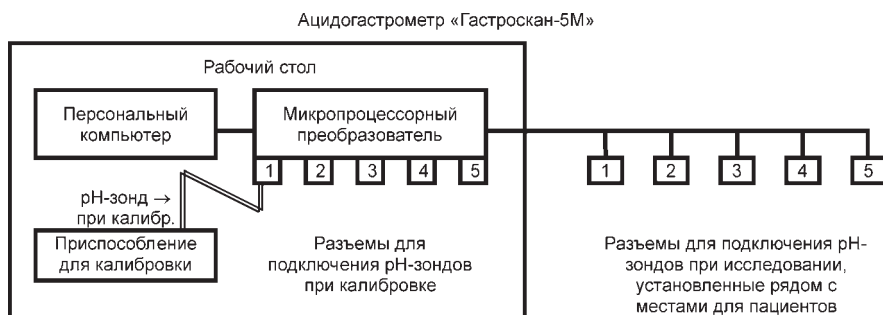 Ацидогастрометр «Гастроскан-5М»
Рабочий стол
Персональный
компьютер
Микропроцессорный
преобразователь
1 2 3 4 5
1 2 3 4 5
pH-зонд →
при калибр.
Приспособление
для калибровки
Разъемы для
подключения pH-зондов
при калибровке
Разъемы для подключения pH-
зондов при исследовании,
установленные рядом с
местами для пациентов